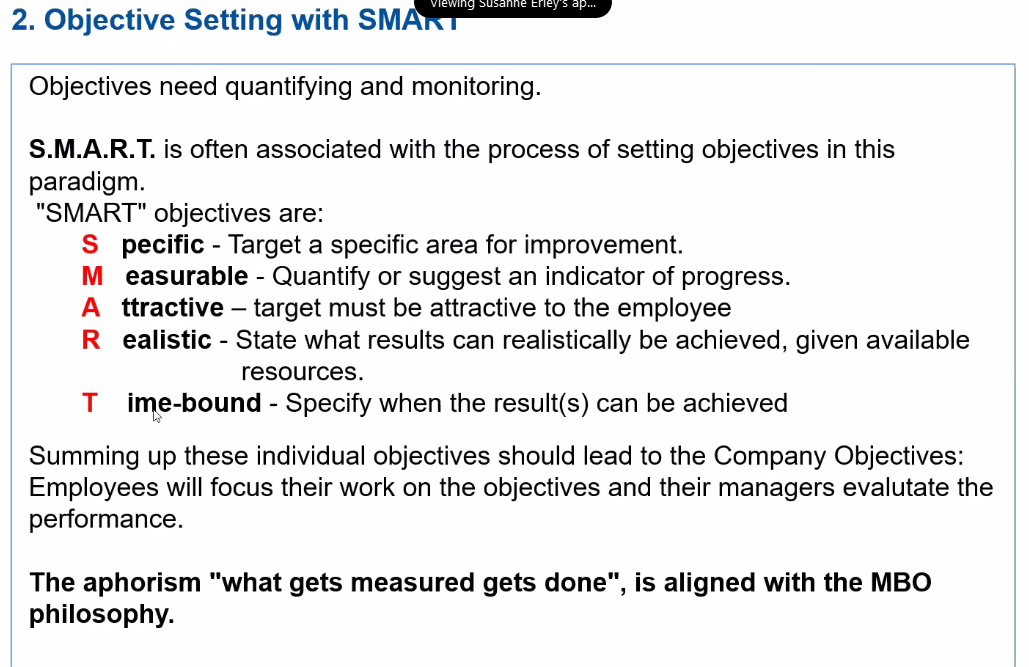 Viewing Susanne Erley's ap...
2. Objective Setting with SMART
Objectives need quantifying and monitoring.
S.M.A.R.T. is often associated with the process of setting objectives in this
paradigm.
"SMART" objectives are:
S pecific - Target a specific area for improvement.
M easurable - Quantify or suggest an indicator of progress.
A ttractive – target must be attractive to the employee
R ealistic - State what results can realistically be achieved, given available
resources.
T ime-bound - Specify when the result(s) can be achieved
Summing up these individual objectives should lead to the Company Objectives:
Employees will focus their work on the objectives and their managers evalutate the
performance.
The aphorism "what gets measured gets done", is aligned with the MBO
philosophy.